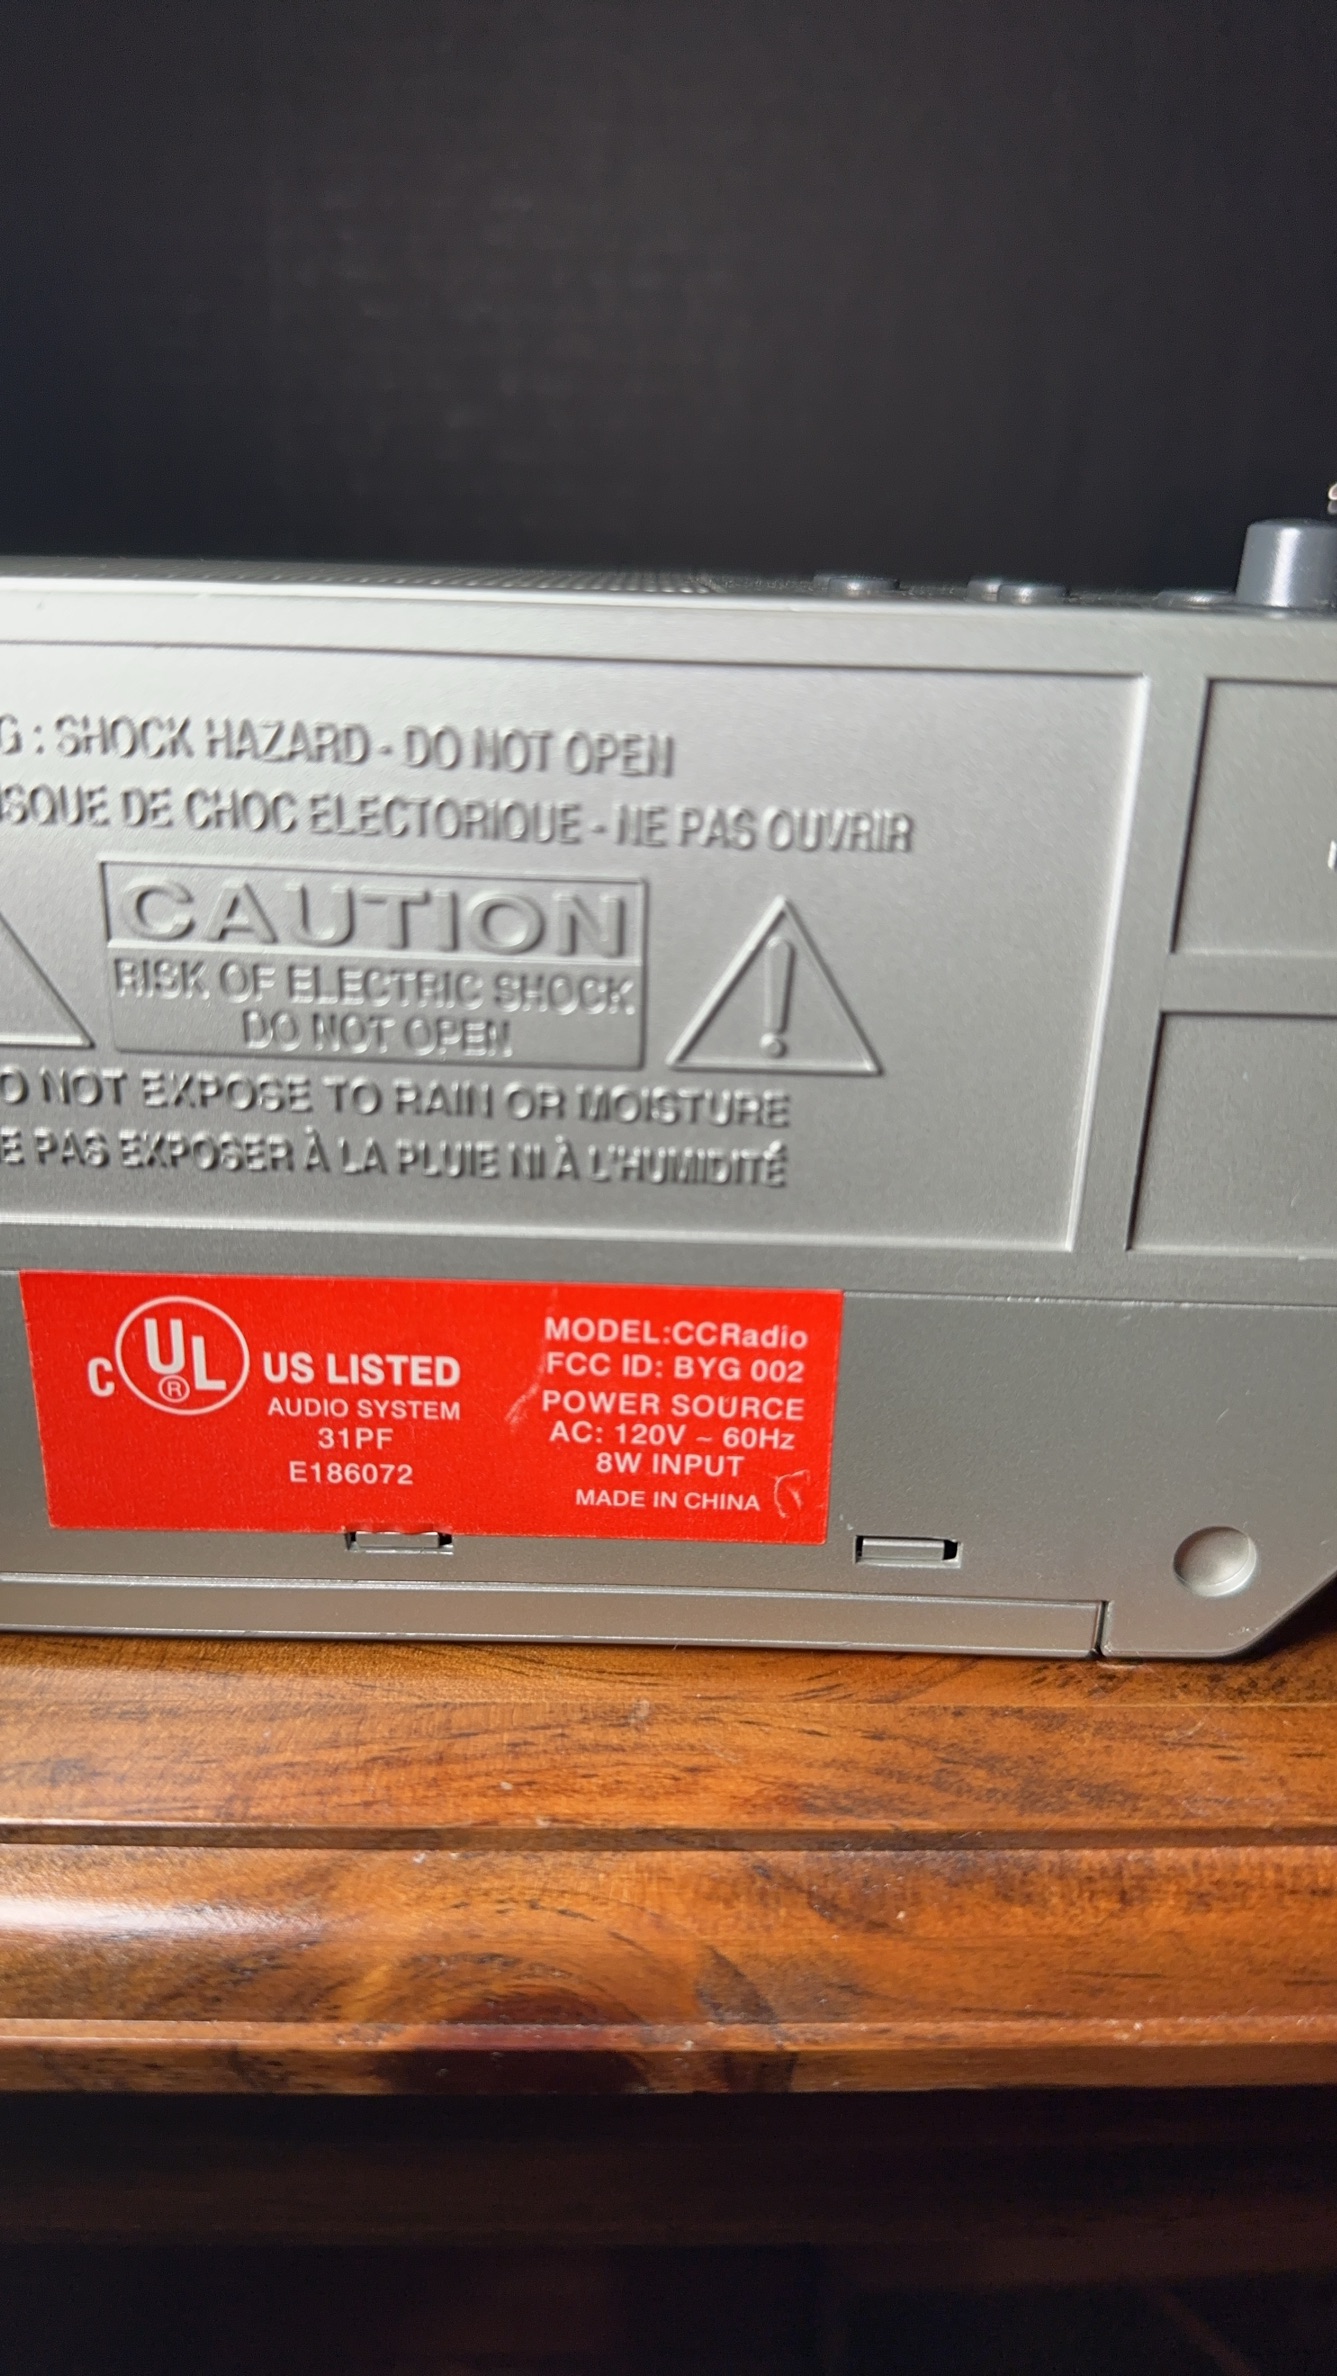 G : SHOCK HAZARD - DO NOT OPEN
ISQUE DE CHOC ELECTORIQUE - NE PAS OUVRIR
CAUTION
RISK OF ELECTRIC SHOCK
DO NOT OPEN
O NOT EXPOSE TO RAIN OR MOISTURE
E PAS EXPOSER À LA PLUIE NI À L'HUMIDITÉ
C UL ® US LISTED
AUDIO SYSTEM
31PF
E186072
MODEL:CCRadio
FCC ID: BYG 002
POWER SOURCE
AC: 120V ~ 60Hz
8W INPUT
MADE IN CHINA